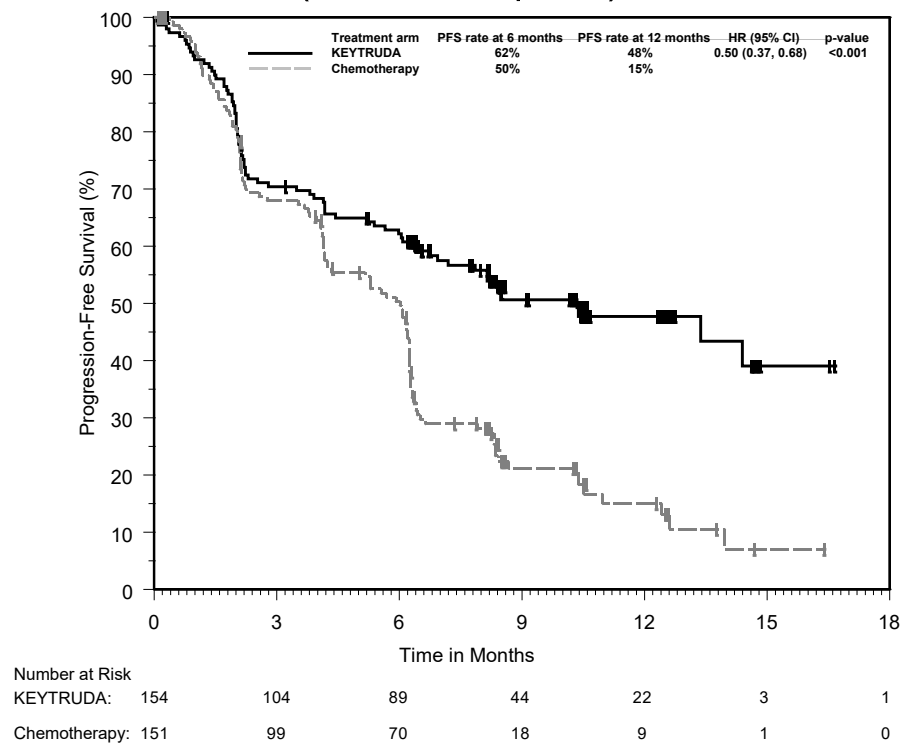 Treatment arm PFS rate at 6 months PFS rate at 12 months HR (95% CI) p-value
KEYTRUDA 62% 48% 0.50 (0.37, 0.68) <0.001
Chemotherapy 50% 15%
Progression-Free Survival (%)
100
90
80
70
60
50
40
30
20
10
0
0 3 6 9 12 15 18
Time in Months
Number at Risk
KEYTRUDA: 154 104 89 44 22 3 1
Chemotherapy: 151 99 70 18 9 1 0